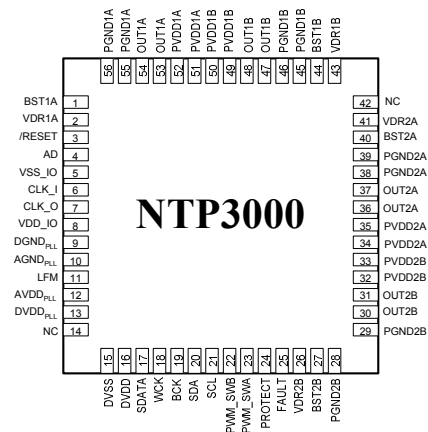 PGND1A
PGND1A
OUT1A
OUT1A
PVDD1A
PVDD1A
PVDD1B
PVDD1B
OUT1B
OUT1B
PGND1B
PGND1B
BST1B
VDR1B
56
55
54
53
52
51
50
49
48
47
46
45
44
43
BST1A 1
VDR1A 2
/RESET 3
AD 4
VSS_IO 5
CLK_I 6
CLK_O 7
VDD_IO 8
DGNDPLL 9
AGNDPLL 10
LFM 11
AVDDPLL 12
DVDDPLL 13
NC 14
NTP3000
42 NC
41 VDR2A
40 BST2A
39 PGND2A
38 PGND2A
37 OUT2A
36 OUT2A
35 PVDD2A
34 PVDD2A
33 PVDD2B
32 PVDD2B
31 OUT2B
30 OUT2B
29 PGND2B
15
16
17
18
19
20
21
22
23
24
25
26
27
28
DVSS
DVDD
SDATA
WCK
BCK
SDA
SCL
PWM_SWB
PWM_SWA
PROTECT
FAULT
VDR2B
BST2B
PGND2B